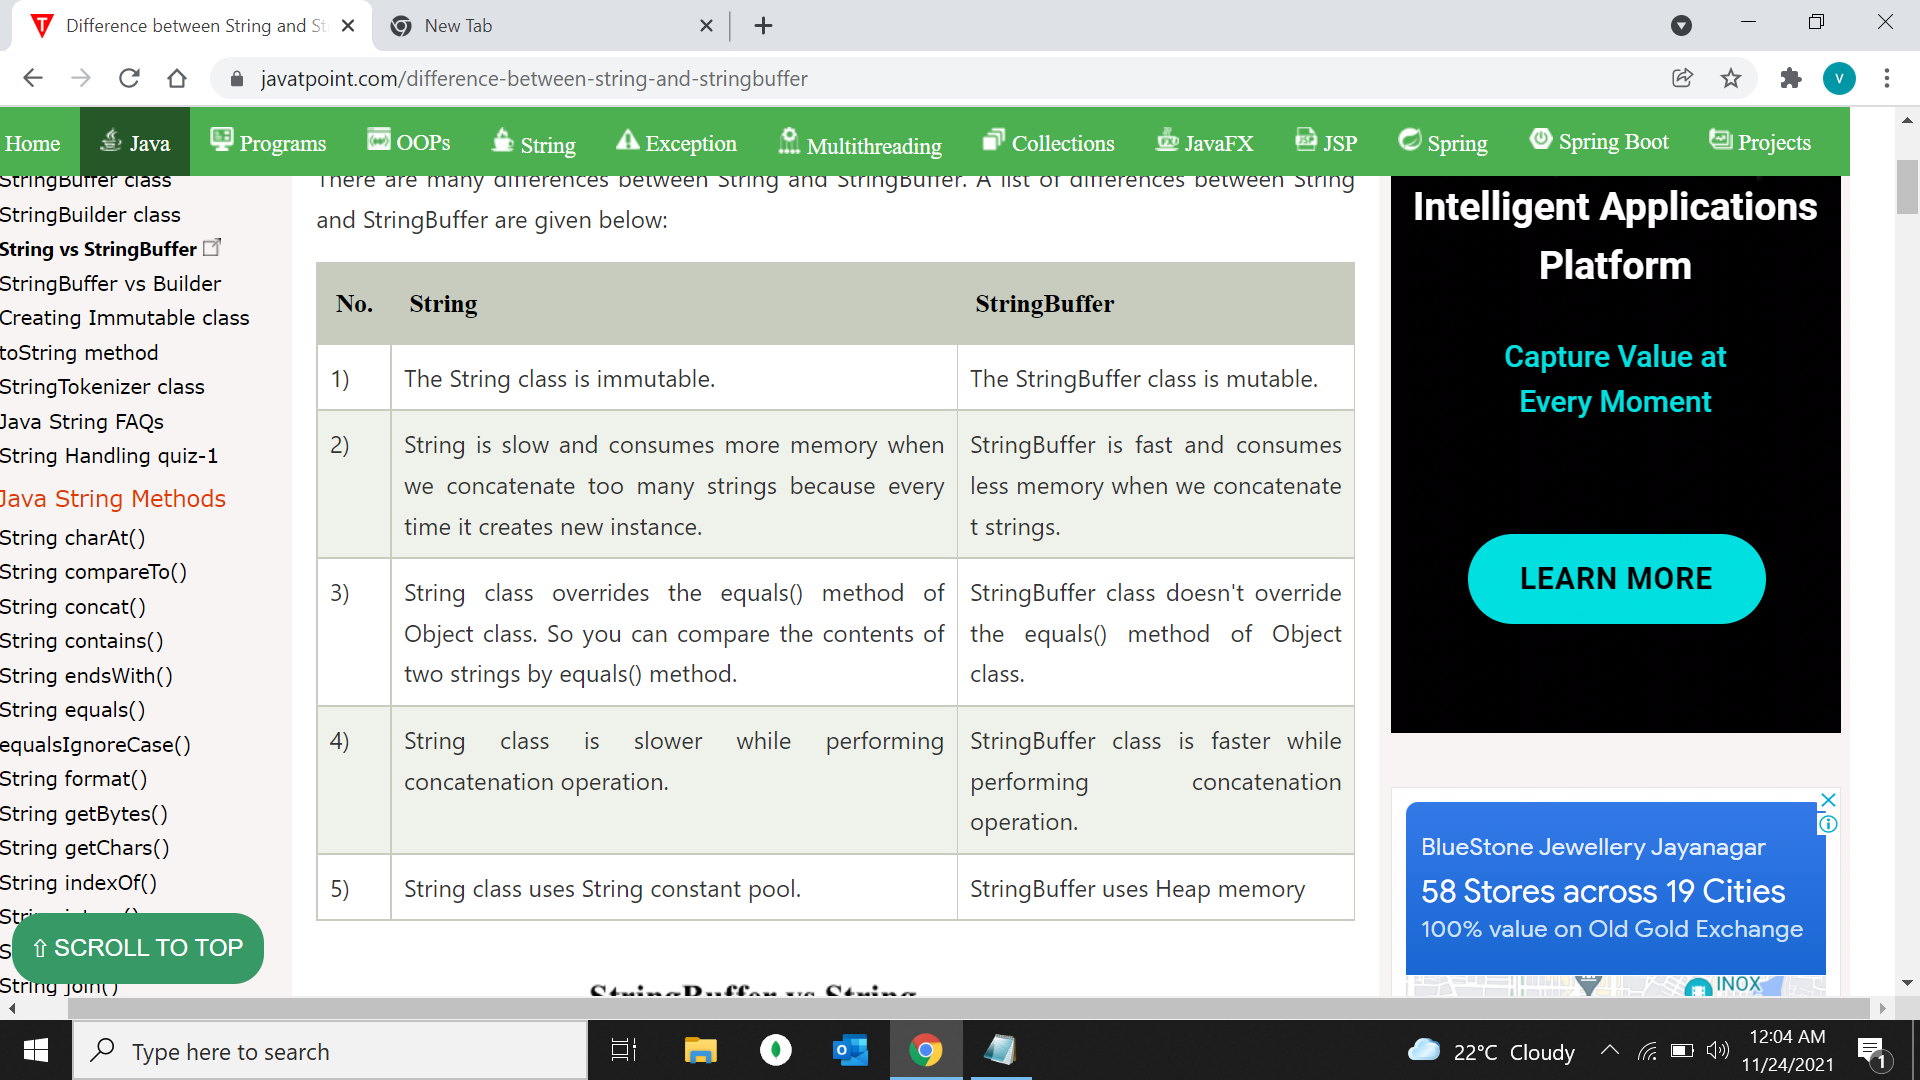 Difference between String and St
New Tab
javatpoint.com/difference-between-string-and-stringbuffer
V
Home
Java
Programs
OOPs
String
Exception
Multithreading
Collections
JavaFX
JSP
Spring
Spring Boot
Projects
StringBuffer class
StringBuilder class
String vs StringBuffer
StringBuffer vs Builder
Creating Immutable class
toString method
StringTokenizer class
Java String FAQs
String Handling quiz-1
Java String Methods
String charAt()
String compareTo()
String concat()
String contains()
String endsWith()
String equals()
equalsIgnoreCase()
String format()
String getBytes()
String getChars()
String indexOf()
String join()
⇧ SCROLL TO TOP
There are many differences between String and StringBuffer. A list of differences between String
and StringBuffer are given below:
No. String StringBuffer
1) The String class is immutable. The StringBuffer class is mutable.
2) String is slow and consumes more memory when
we concatenate too many strings because every
time it creates new instance.
StringBuffer is fast and consumes
less memory when we concatenate
t strings.
3) String class overrides the equals() method of
Object class. So you can compare the contents of
two strings by equals() method.
StringBuffer class doesn't override
the equals() method of Object
class.
4) String class is slower while performing
concatenation operation.
StringBuffer class is faster while
performing concatenation
operation.
5) String class uses String constant pool. StringBuffer uses Heap memory
StringBuffer vs String
Intelligent Applications
Platform
Capture Value at
Every Moment
LEARN MORE
BlueStone Jewellery Jayanagar
58 Stores across 19 Cities
100% value on Old Gold Exchange
INOX
Type here to search
22°C Cloudy
12:04 AM
11/24/2021
1